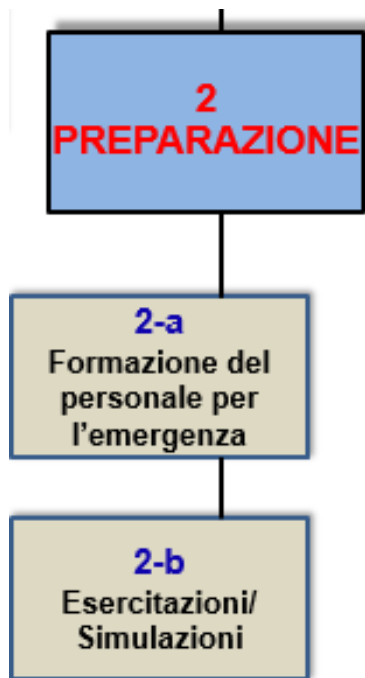 2
PREPARAZIONE
2-a
Formazione del
personale per
l'emergenza
2-b
Esercitazioni/
Simulazioni